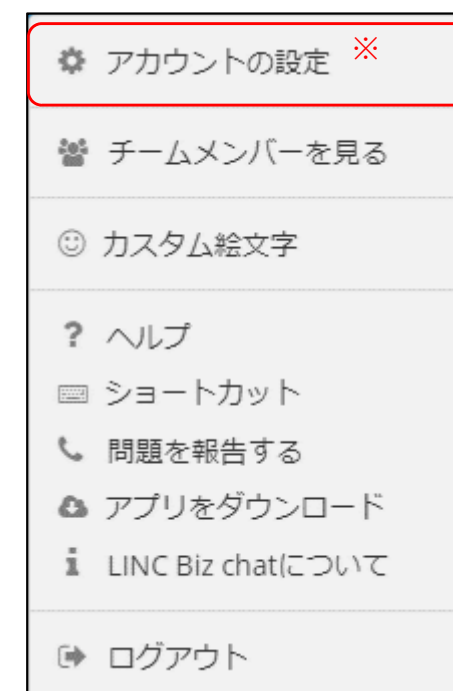 アカウントの設定 ※
チームメンバーを見る
カスタム絵文字
? ヘルプ
ショートカット
問題を報告する
アプリをダウンロード
LINC Biz chatについて
ログアウト